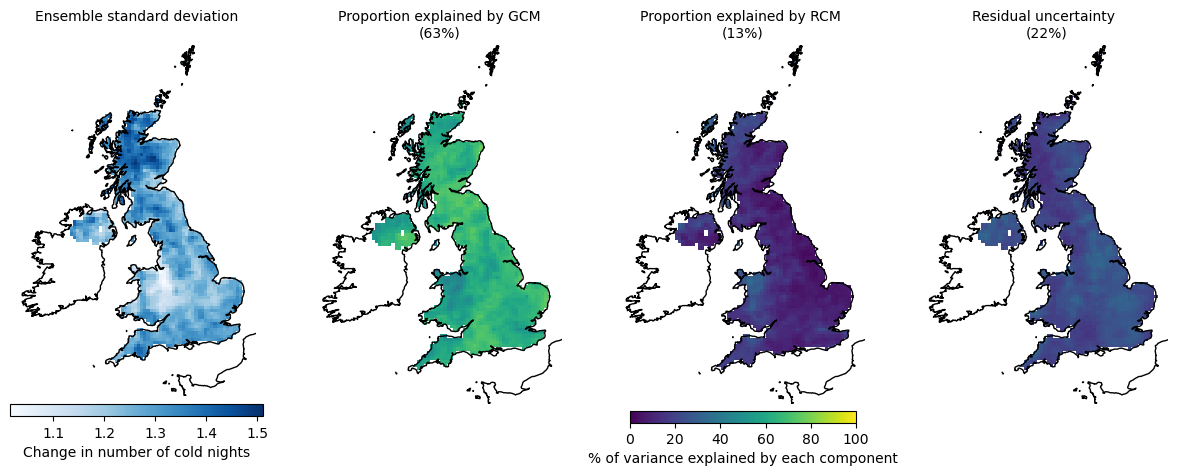 Ensemble standard deviation
Proportion explained by GCM
(63%)
Proportion explained by RCM
(13%)
Residual uncertainty
(22%)
1.1 1.2 1.3 1.4 1.5
Change in number of cold nights
0 20 40 60 80 100
% of variance explained by each component